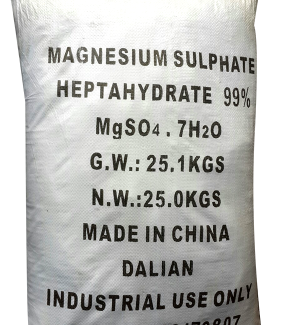 MAGNESIUM SULPHATE
HEPTAHYDRATE 99%
MgSO4 . 7H2O
G.W.: 25.1KGS
N.W.:25.0KGS
MADE IN CHINA
DALIAN
INDUSTRIAL USE ONLY